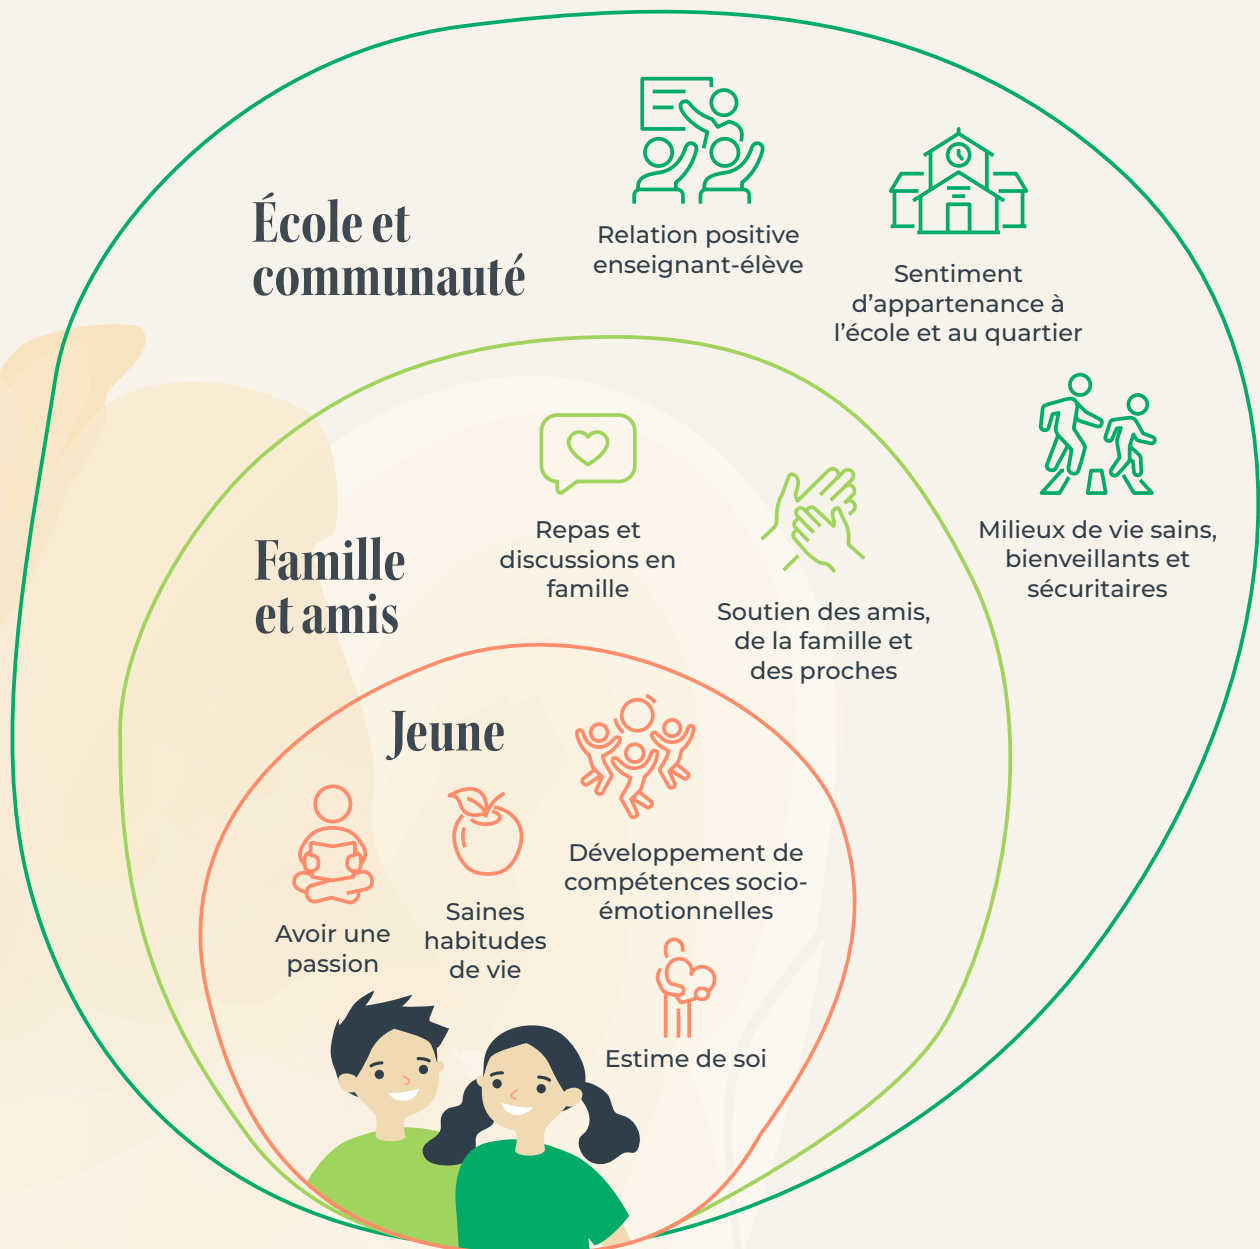 École et
communauté
Relation positive
enseignant-élève
Sentiment
d’appartenance à
l’école et au quartier
Milieux de vie sains,
bienveillants et
sécuritaires
Famille
et amis
Repas et
discussions en
famille
Soutien des amis,
de la famille et
des proches
Jeune
Avoir une
passion
Saines
habitudes
de vie
Développement de
compétences socio-
émotionnelles
Estime de soi